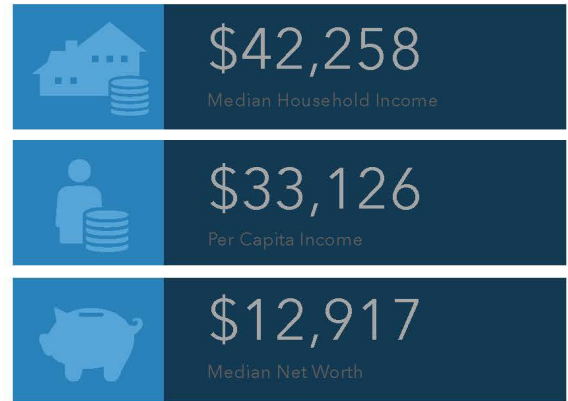 $42,258
Median Household Income
$33,126
Per Capita Income
$12,917
Median Net Worth